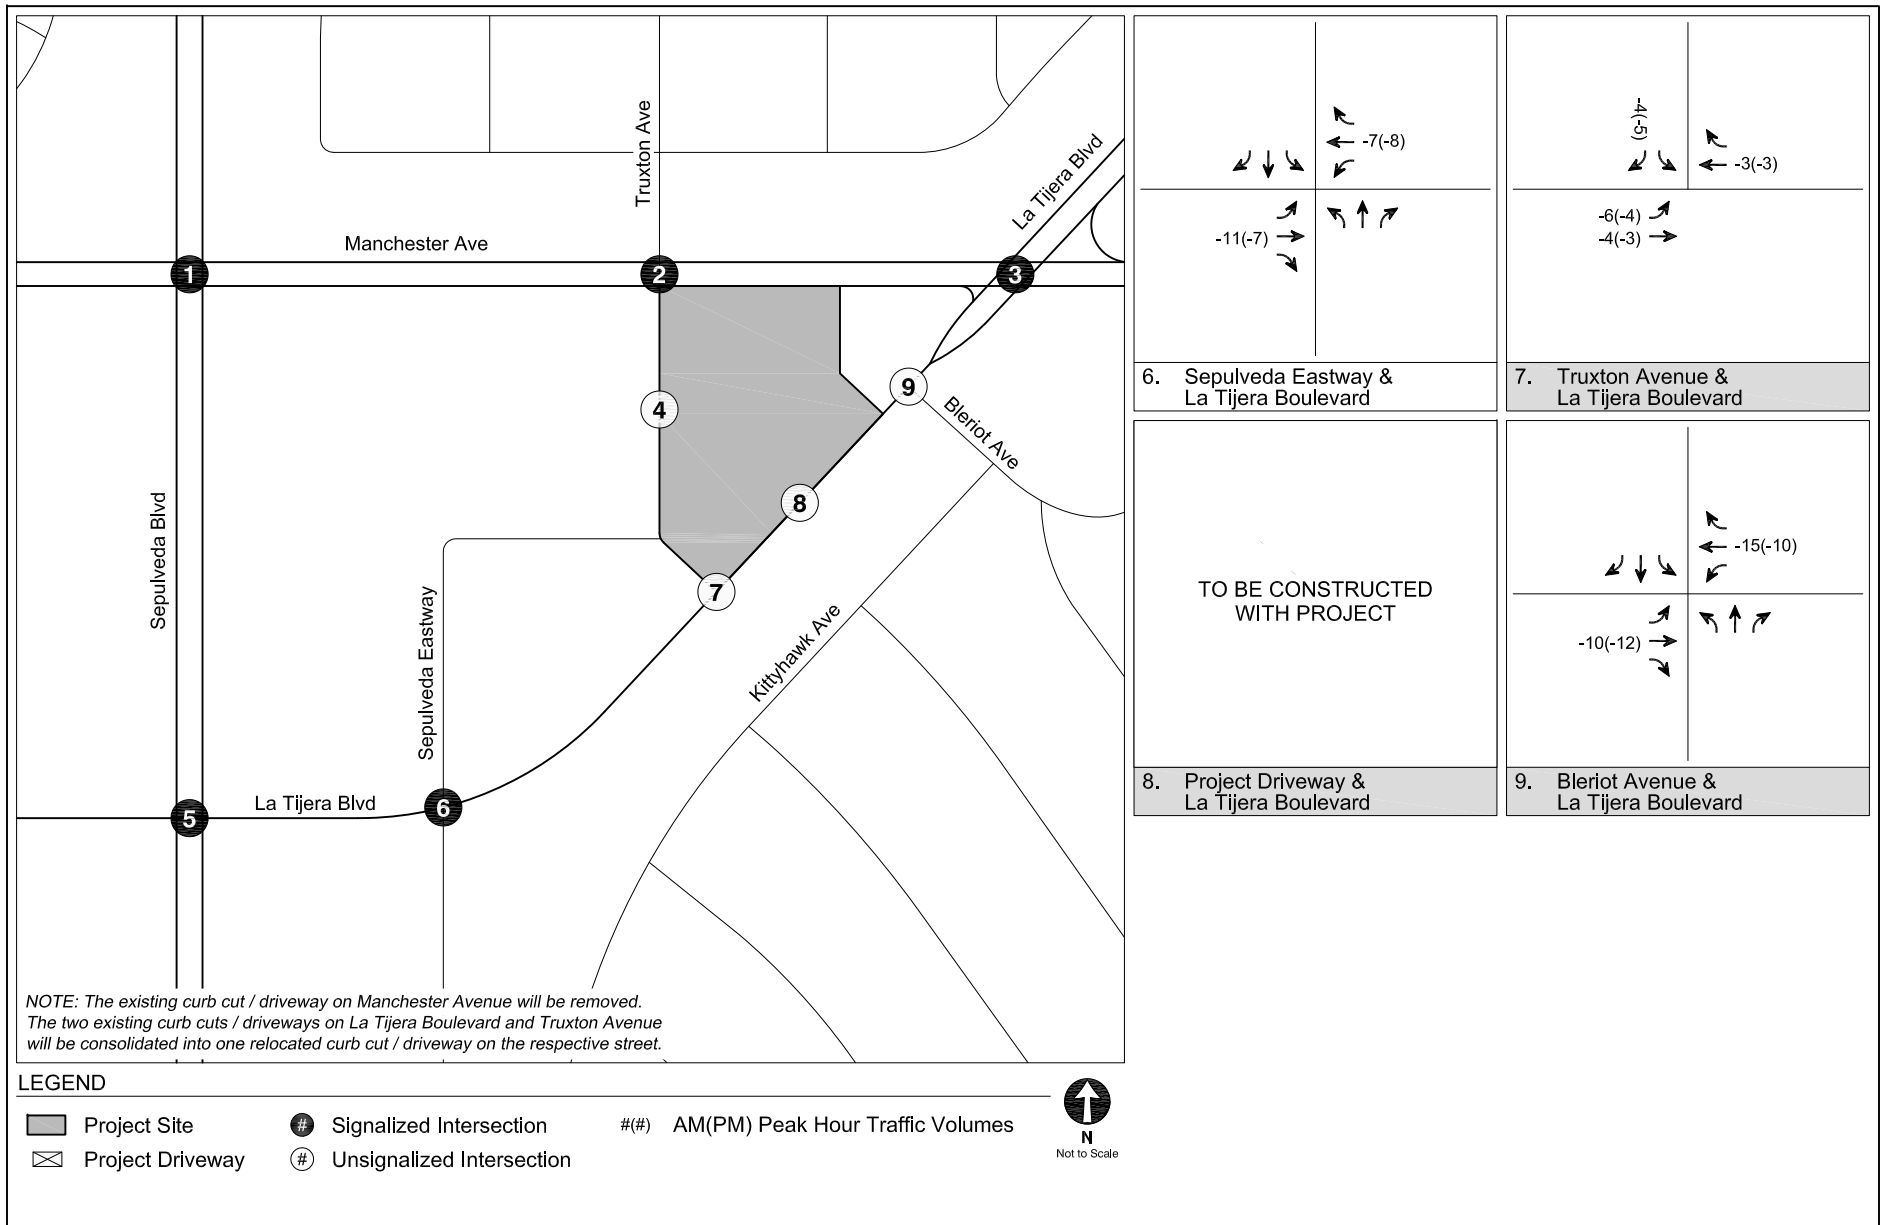 Truxton Ave
La Tijera Blvd
Manchester Ave
1
2
3
4
9
Bleriot Ave
8
Sepulveda Blvd
7
Sepulveda Eastway
Kittyhawk Ave
La Tijera Blvd
5
6
NOTE: The existing curb cut / driveway on Manchester Avenue will be removed.
The two existing curb cuts / driveways on La Tijera Boulevard and Truxton Avenue
will be consolidated into one relocated curb cut / driveway on the respective street.
-7(-8)
-11(-7)
6. Sepulveda Eastway &
La Tijera Boulevard
-4(-5)
-3(-3)
-6(-4)
-4(-3)
7. Truxton Avenue &
La Tijera Boulevard
TO BE CONSTRUCTED
WITH PROJECT
8. Project Driveway &
La Tijera Boulevard
-15(-10)
-10(-12)
9. Bleriot Avenue &
La Tijera Boulevard
LEGEND
Project Site
# Signalized Intersection
#(#) AM(PM) Peak Hour Traffic Volumes
Project Driveway
# Unsignalized Intersection
N
Not to Scale